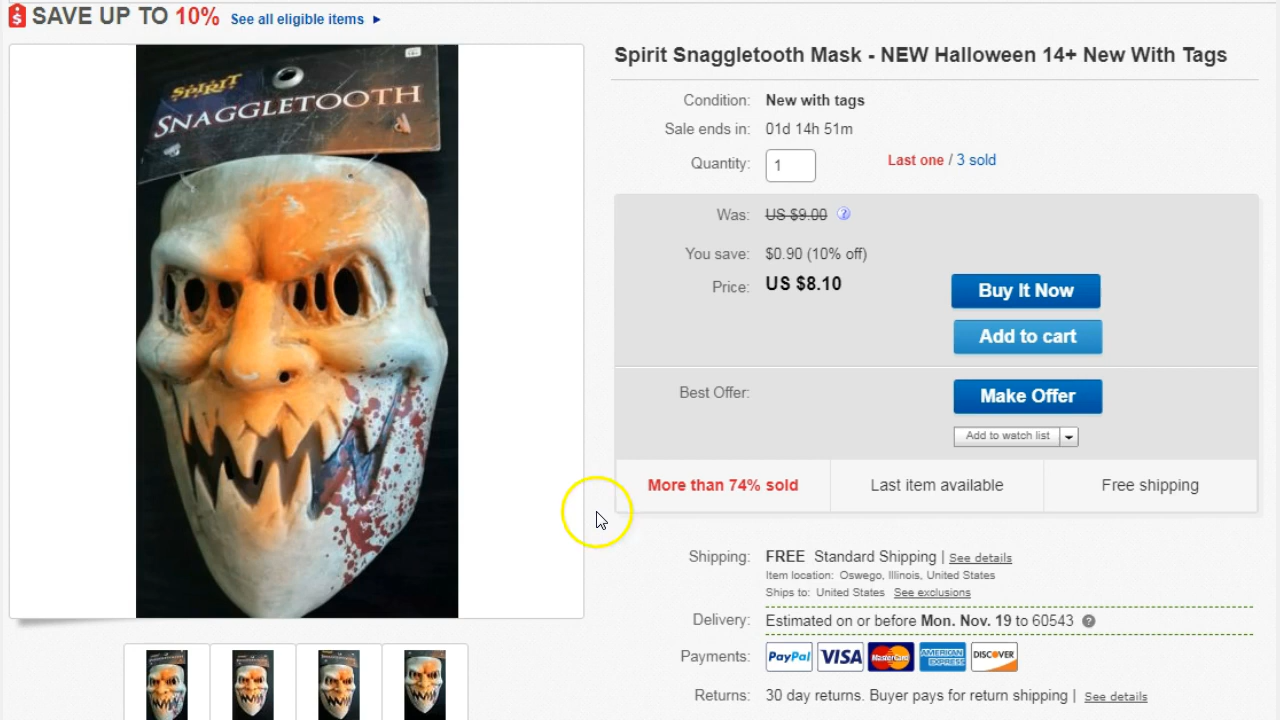 SAVE UP TO 10% See all eligible items
SPIRIT
SNAGGLETOOTH
Spirit Snaggletooth Mask - NEW Halloween 14+ New With Tags
Condition: New with tags
Sale ends in: 01d 14h 51m
Quantity: 1 Last one / 3 sold
Was: US $9.00 ?
You save: $0.90 (10% off)
Price: US $8.10
Buy It Now
Add to cart
Best Offer:
Make Offer
Add to watch list
More than 74% sold Last item available Free shipping
Shipping: FREE Standard Shipping | See details
Item location: Oswego, Illinois, United States
Ships to: United States See exclusions
Delivery: Estimated on or before Mon. Nov. 19 to 60543 ?
Payments: PayPal VISA MasterCard AMERICAN EXPRESS DISCOVER
Returns: 30 day returns. Buyer pays for return shipping | See details